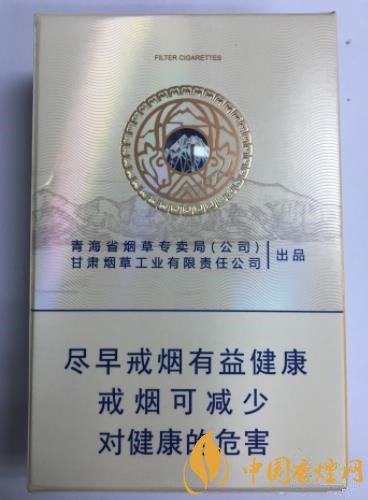 FILTER CIGARETTES
青海省烟草专卖局(公司)
甘肃烟草工业有限责任公司
出品
尽早戒烟有益健康
戒烟可减少
对健康的危害
中国香烟网